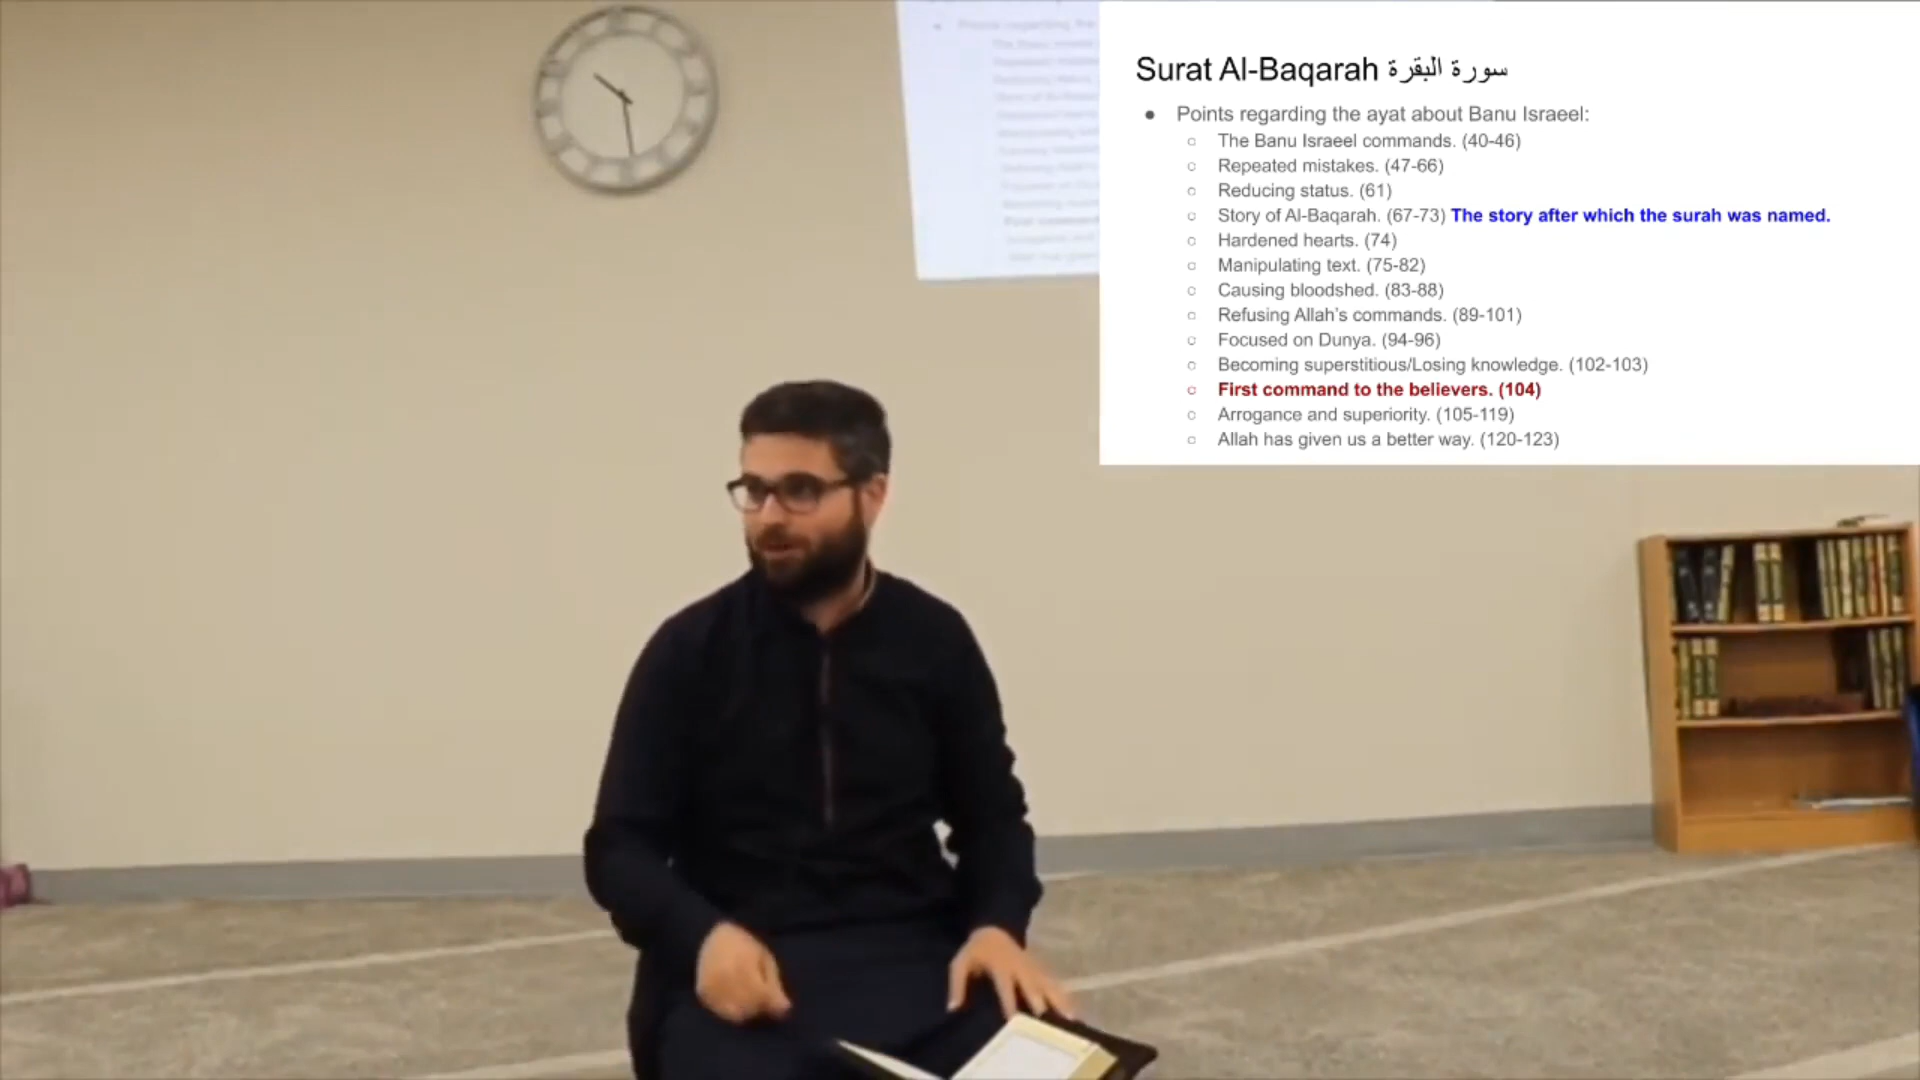 Surat Al-Baqarah سورة البقرة
● Points regarding the ayat about Banu Israeel:
○ The Banu Israeel commands. (40-46)
○ Repeated mistakes. (47-66)
○ Reducing status. (61)
○ Story of Al-Baqarah. (67-73) The story after which the surah was named.
○ Hardened hearts. (74)
○ Manipulating text. (75-82)
○ Causing bloodshed. (83-88)
○ Refusing Allah's commands. (89-101)
○ Focused on Dunya. (94-96)
○ Becoming superstitious/Losing knowledge. (102-103)
○ First command to the believers. (104)
○ Arrogance and superiority. (105-119)
○ Allah has given us a better way. (120-123)